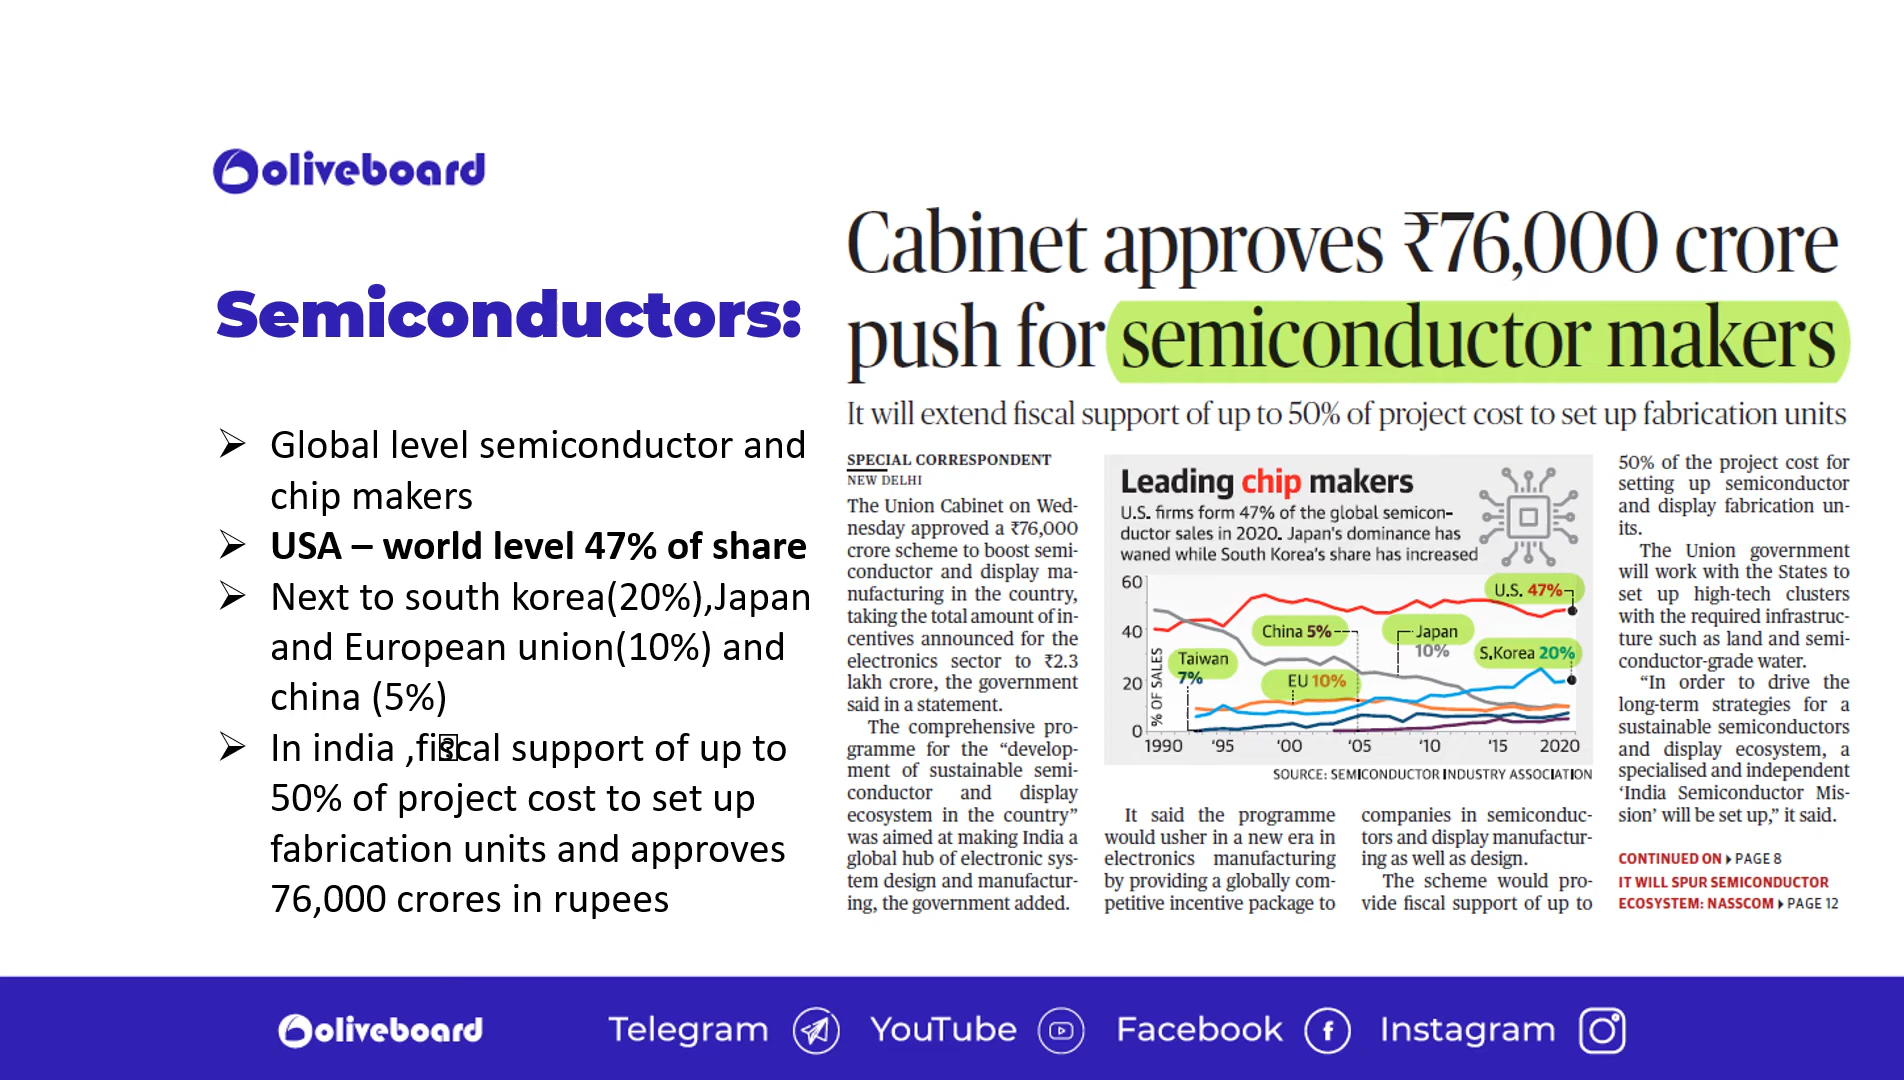 oliveboard
Semiconductors:
Global level semiconductor and
chip makers
USA – world level 47% of share
Next to south korea(20%),Japan
and European union(10%) and
china (5%)
In india ,fiscal support of up to
50% of project cost to set up
fabrication units and approves
76,000 crores in rupees
Cabinet approves ₹76,000 crore
push for semiconductor makers
It will extend fiscal support of up to 50% of project cost to set up fabrication units
SPECIAL CORRESPONDENT
NEW DELHI
The Union Cabinet on Wed-
nesday approved a ₹76,000
crore scheme to boost semi-
conductor and display ma-
nufacturing in the country,
taking the total amount of in-
centives announced for the
electronics sector to ₹2.3
lakh crore, the government
said in a statement.
The comprehensive pro-
gramme for the “develop-
ment of sustainable semi-
conductor and display
ecosystem in the country”
was aimed at making India a
global hub of electronic sys-
tem design and manufactur-
ing, the government added.
Leading chip makers
U.S. firms form 47% of the global semicon-
ductor sales in 2020. Japan's dominance has
waned while South Korea's share has increased
60
40
20
0
% OF SALES
U.S. 47%
China 5%
Japan
10%
S.Korea 20%
Taiwan
7%
EU 10%
1990 '95 '00 '05 '10 '15 2020
SOURCE: SEMICONDUCTOR INDUSTRY ASSOCIATION
It said the programme
would usher in a new era in
electronics manufacturing
by providing a globally com-
petitive incentive package to
companies in semiconduc-
tors and display manufactur-
ing as well as design.
The scheme would pro-
vide fiscal support of up to
50% of the project cost for
setting up semiconductor
and display fabrication un-
its.
The Union government
will work with the States to
set up high-tech clusters
with the required infrastruc-
ture such as land and semi-
conductor-grade water.
“In order to drive the
long-term strategies for a
sustainable semiconductors
and display ecosystem, a
specialised and independent
‘India Semiconductor Mis-
sion’ will be set up,” it said.
CONTINUED ON PAGE 8
IT WILL SPUR SEMICONDUCTOR
ECOSYSTEM: NASSCOM PAGE 12
oliveboard Telegram YouTube Facebook Instagram